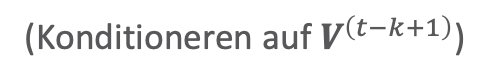 (Konditioneren auf V^(t−k+1))